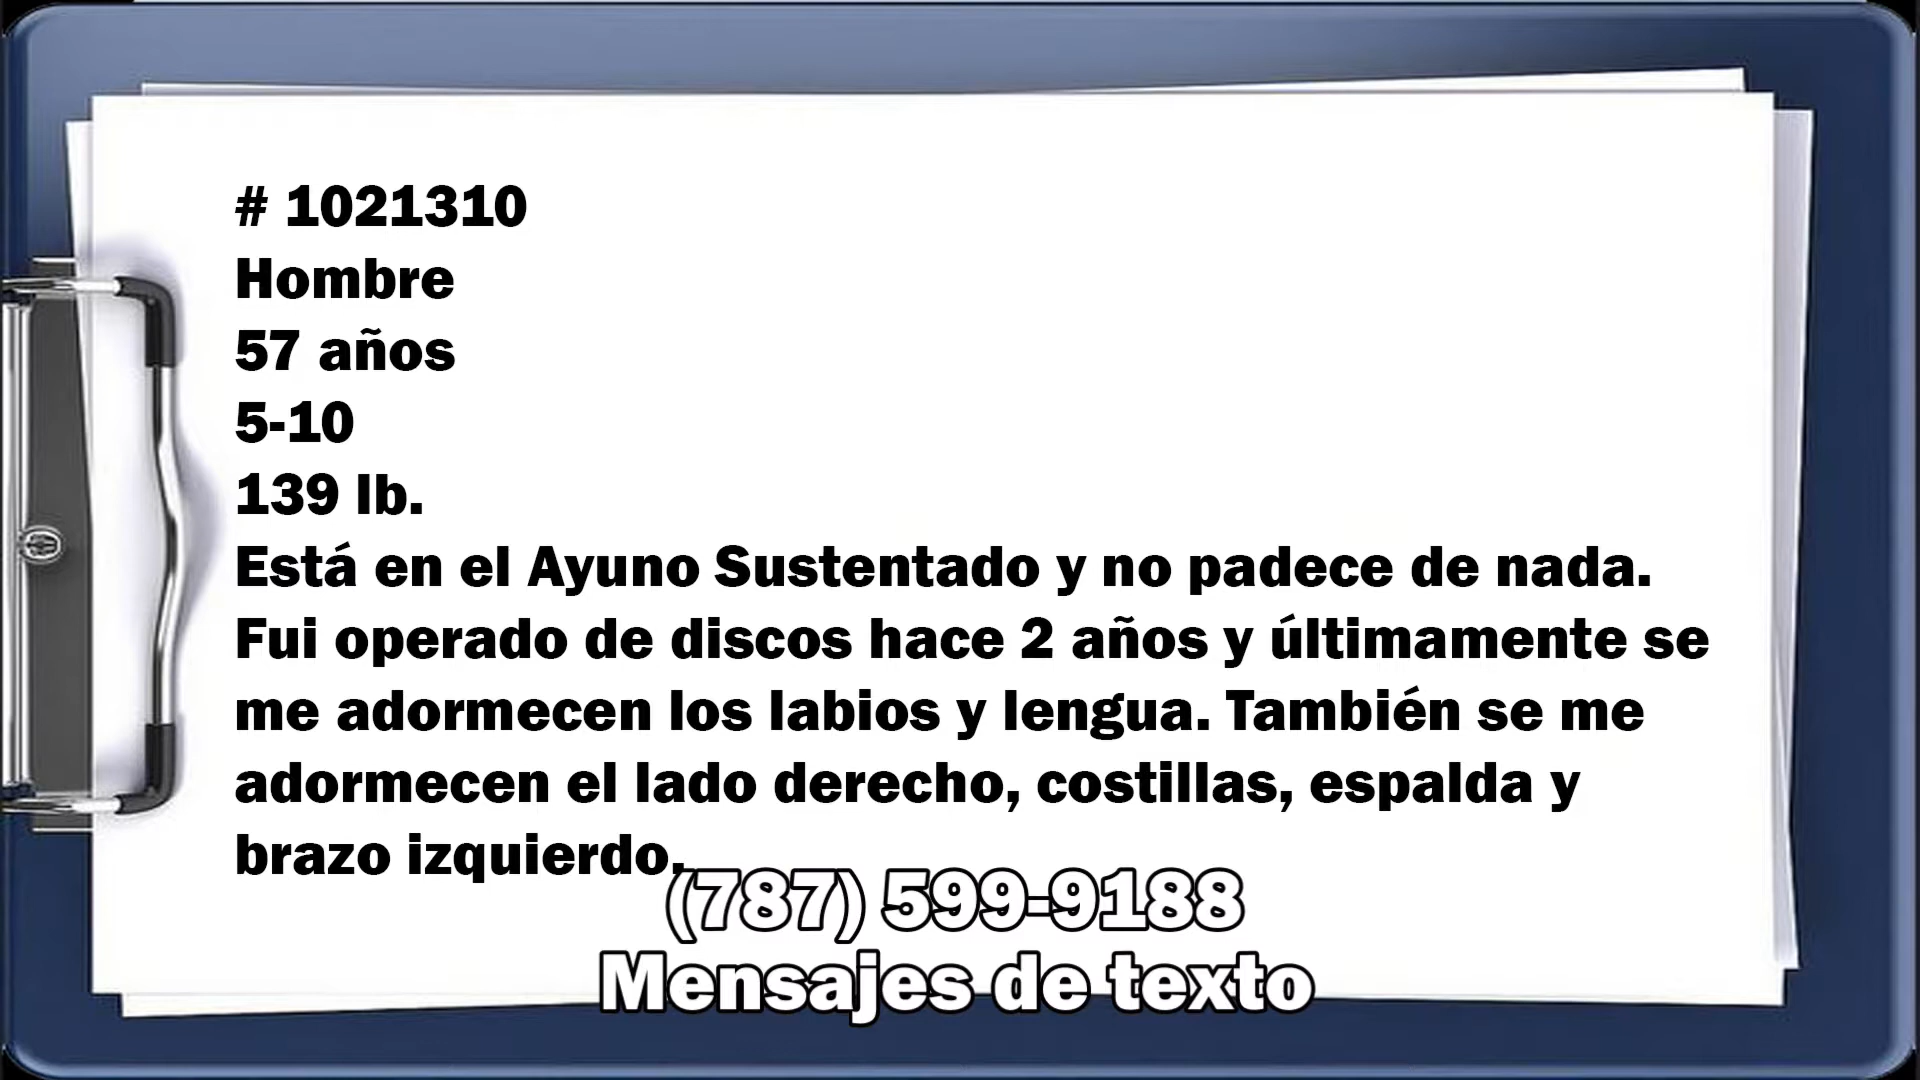 # 1021310
Hombre
57 años
5-10
139 lb.
Está en el Ayuno Sustentado y no padece de nada.
Fui operado de discos hace 2 años y últimamente se
me adormecen los labios y lengua. También se me
adormecen el lado derecho, costillas, espalda y
brazo izquierdo.
(787) 599-9188
Mensajes de texto